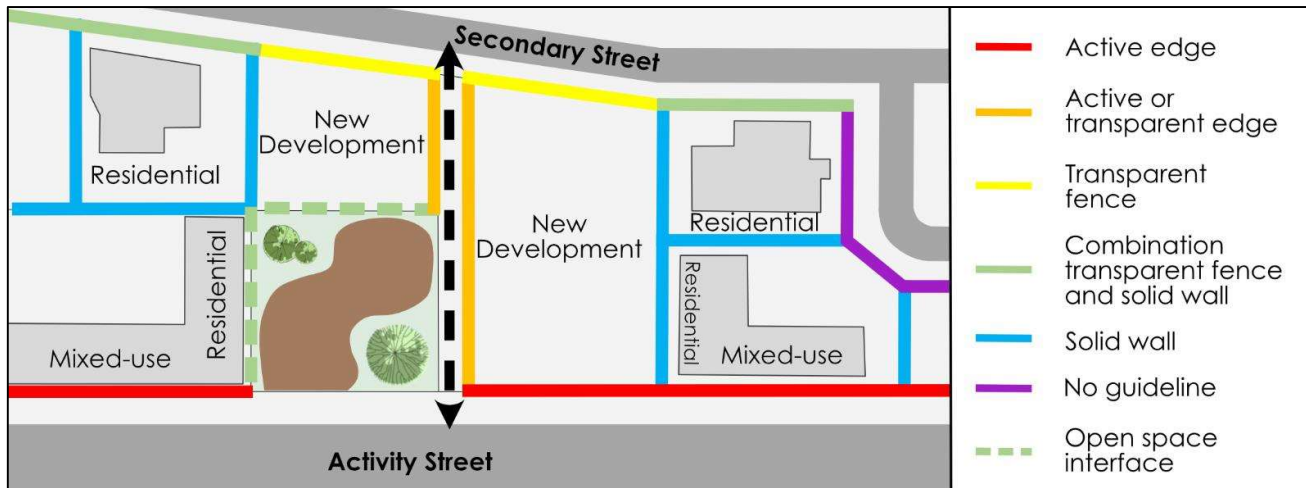 Secondary Street
New
Development
Residential
Residential
Mixed-use
New
Development
Residential
Residential
Mixed-use
Activity Street
Active edge
Active or
transparent edge
Transparent
fence
Combination
transparent fence
and solid wall
Solid wall
No guideline
Open space
interface